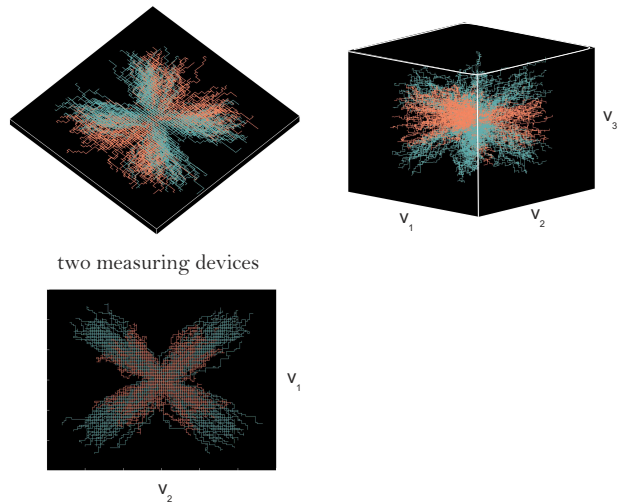 V₃
V₁
V₂
two measuring devices
V₁
V₂